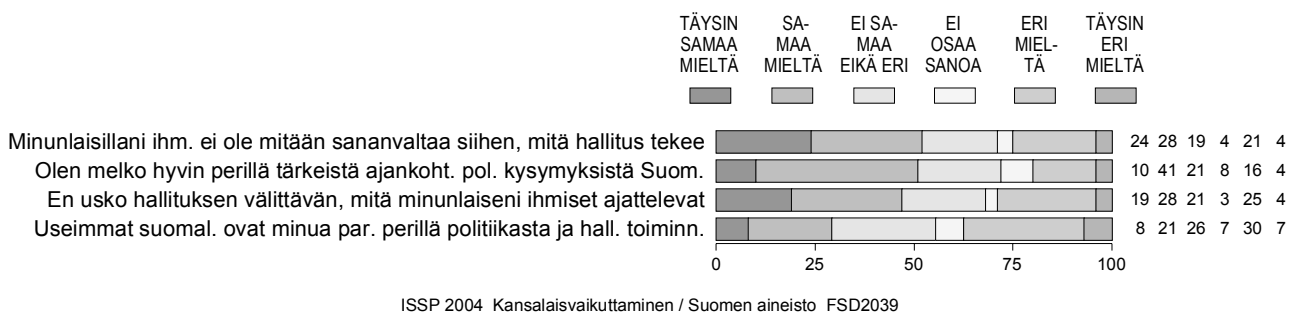 TÄYSIN SA- EI SA- EI ERI TÄYSIN
SAMAA MAA MAA OSAA MIEL- ERI
MIELTÄ MIELTÄ EIKÄ ERI SANOA TÄ MIELTÄ
Minunlaisillani ihm. ei ole mitään sananvaltaa siihen, mitä hallitus tekee 24 28 19 4 21 4
Olen melko hyvin perillä tärkeistä ajankoht. pol. kysymyksistä Suom. 10 41 21 8 16 4
En usko hallituksen välittävän, mitä minunlaiseni ihmiset ajattelevat 19 28 21 3 25 4
Useimmat suomal. ovat minua par. perillä politiikasta ja hall. toiminn. 8 21 26 7 30 7
0 25 50 75 100
ISSP 2004 Kansalaisvaikuttaminen / Suomen aineisto FSD2039